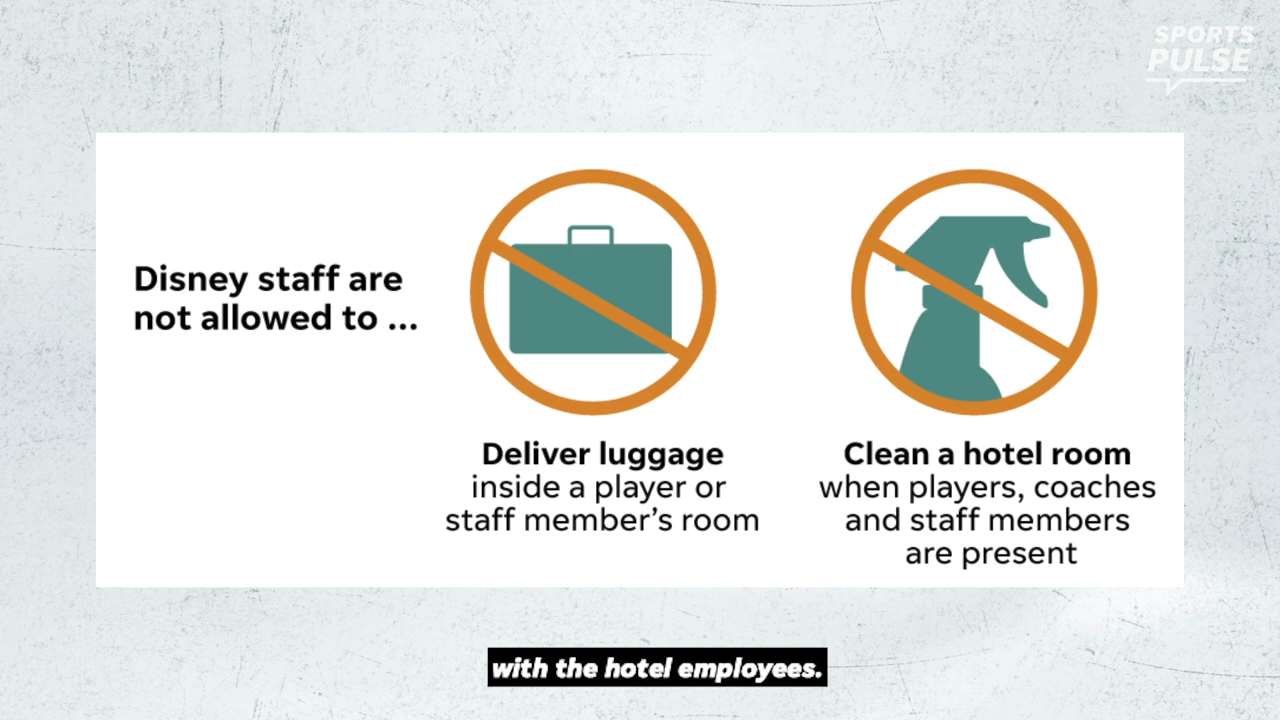 SPORTS
PULSE
Disney staff are
not allowed to ...
Deliver luggage
inside a player or
staff member’s room
Clean a hotel room
when players, coaches
and staff members
are present
with the hotel employees.